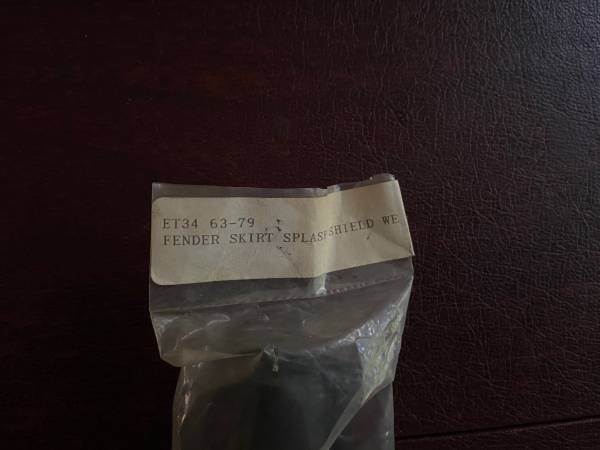 ET34 63-79
FENDER SKIRT SPLASHSHIELD WE